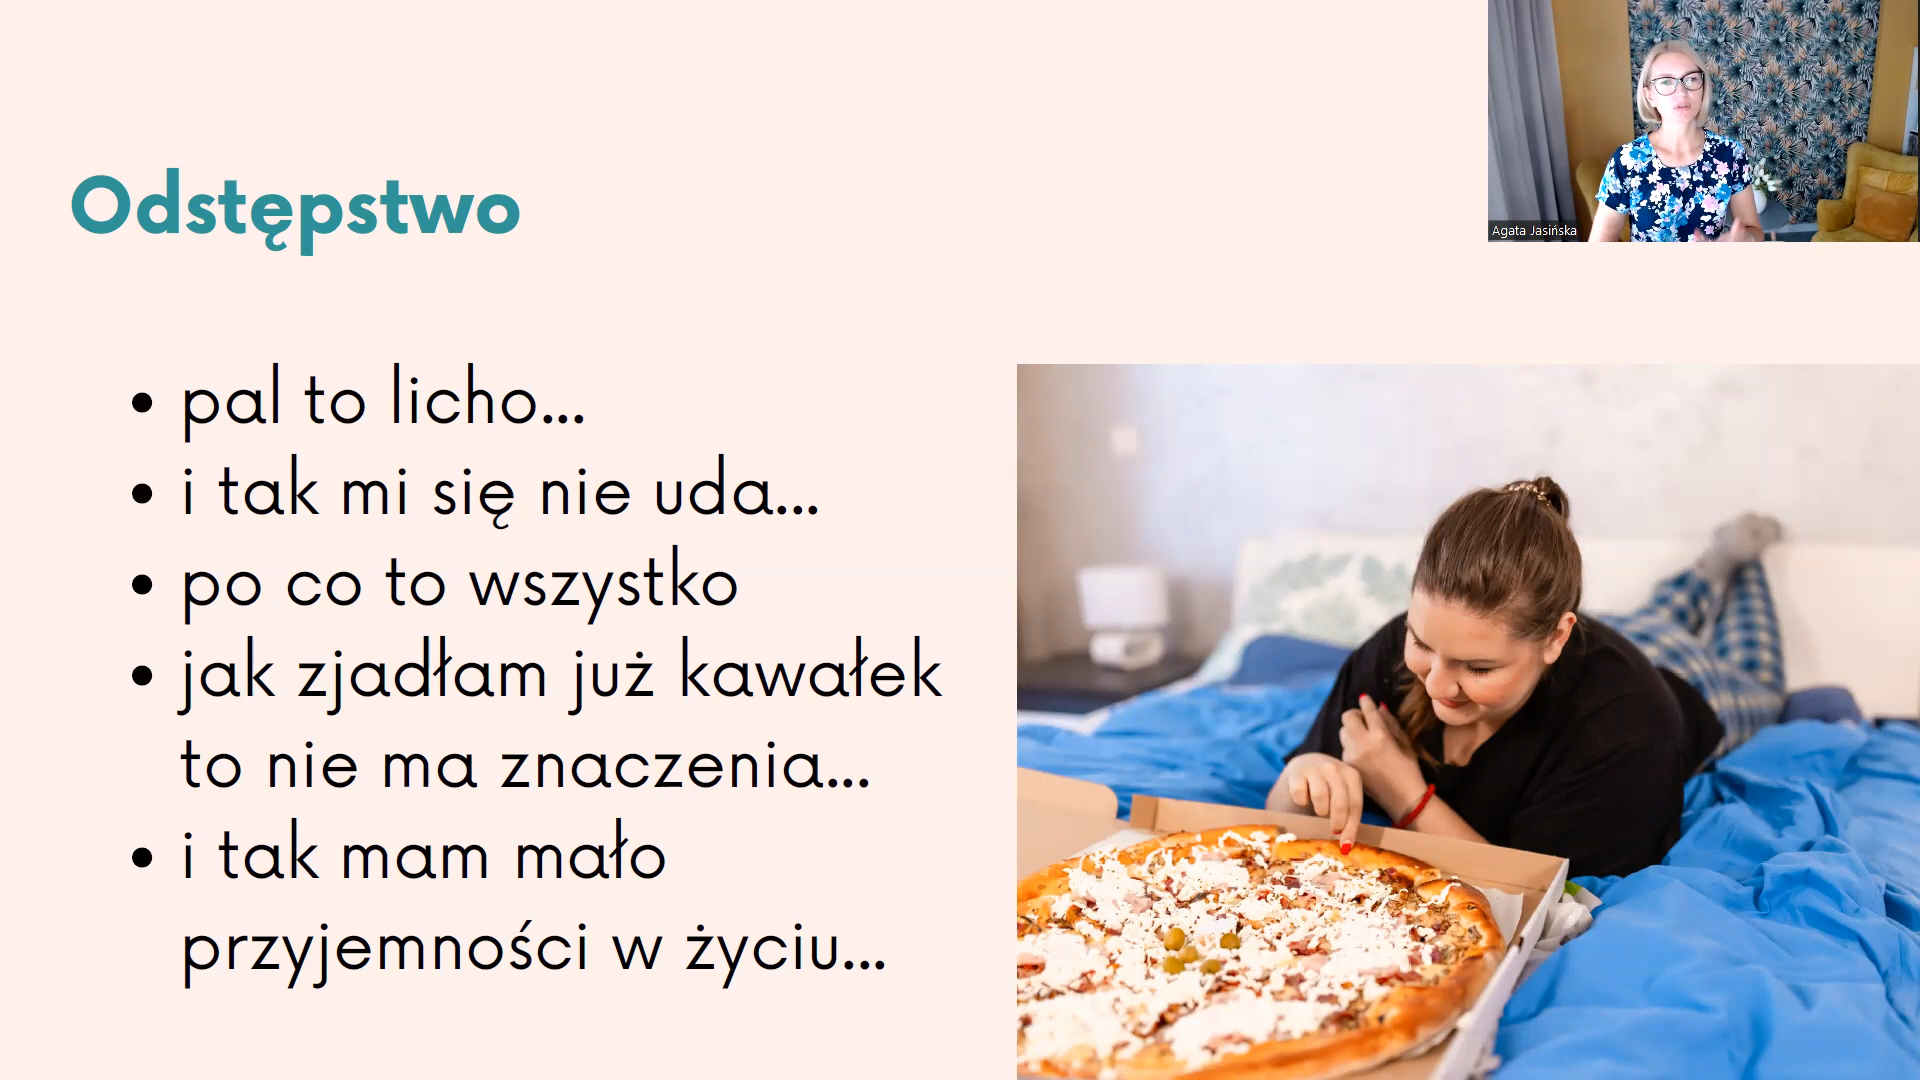 Odstępstwo
Agata Jasińska
pal to licho...
i tak mi się nie uda...
po co to wszystko
jak zjadłam już kawałek
to nie ma znaczenia...
i tak mam mało
przyjemności w życiu...